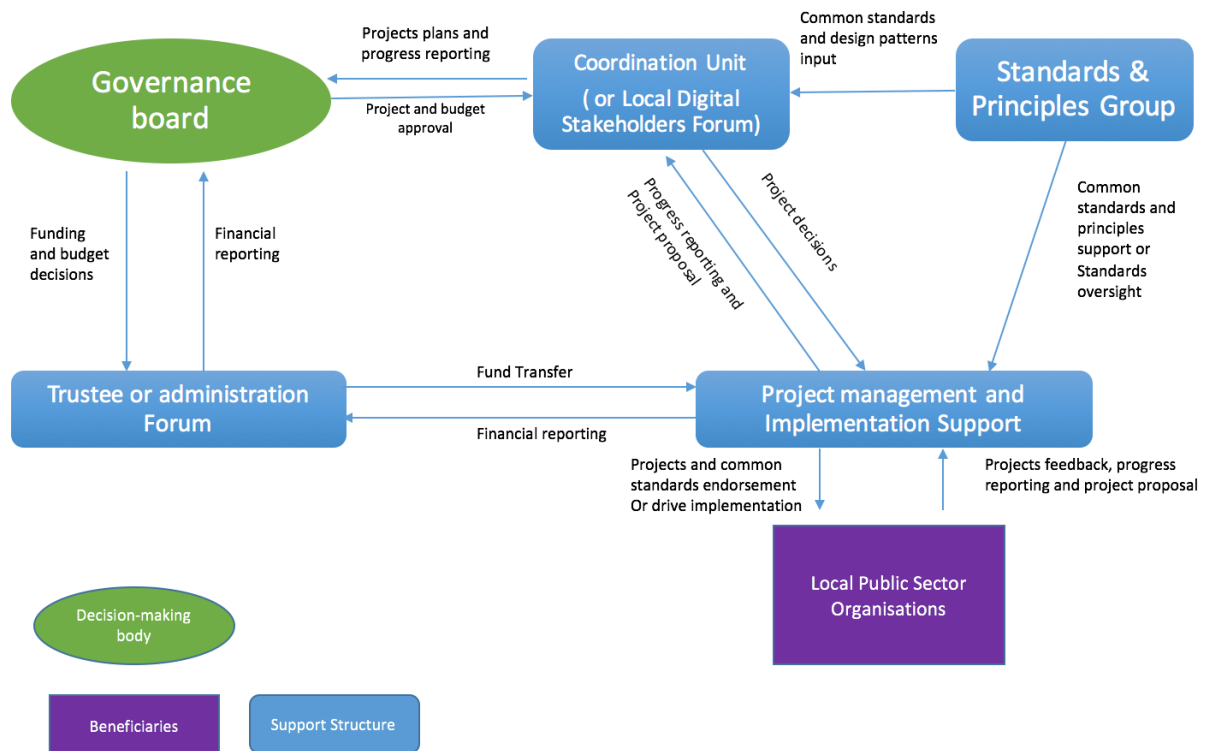 Projects plans and
progress reporting
Governance
board
Project and budget
approval
Coordination Unit
( or Local Digital
Stakeholders Forum)
Common standards
and design patterns
input
Standards &
Principles Group
Funding
and budget
decisions
Financial
reporting
Progress reporting and
Project proposal
Project decisions
Common
standards and
principles
support or
Standards
oversight
Trustee or administration
Forum
Fund Transfer
Financial reporting
Project management and
Implementation Support
Projects and common
standards endorsement
Or drive implementation
Projects feedback, progress
reporting and project proposal
Local Public Sector
Organisations
Decision-making
body
Beneficiaries
Support Structure